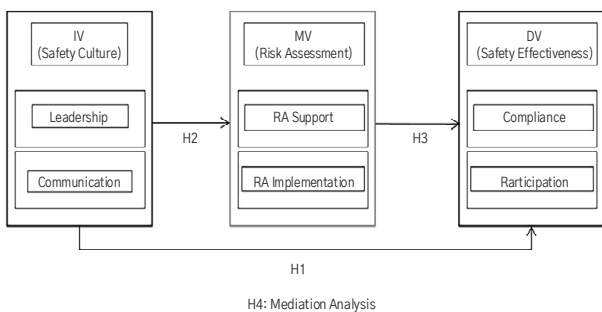 IV
(Safety Culture)
Leadership
Communication
H2
MV
(Risk Assessment)
RA Support
RA Implementation
H3
DV
(Safety Effectiveness)
Compliance
Rarticipation
H1
H4: Mediation Analysis